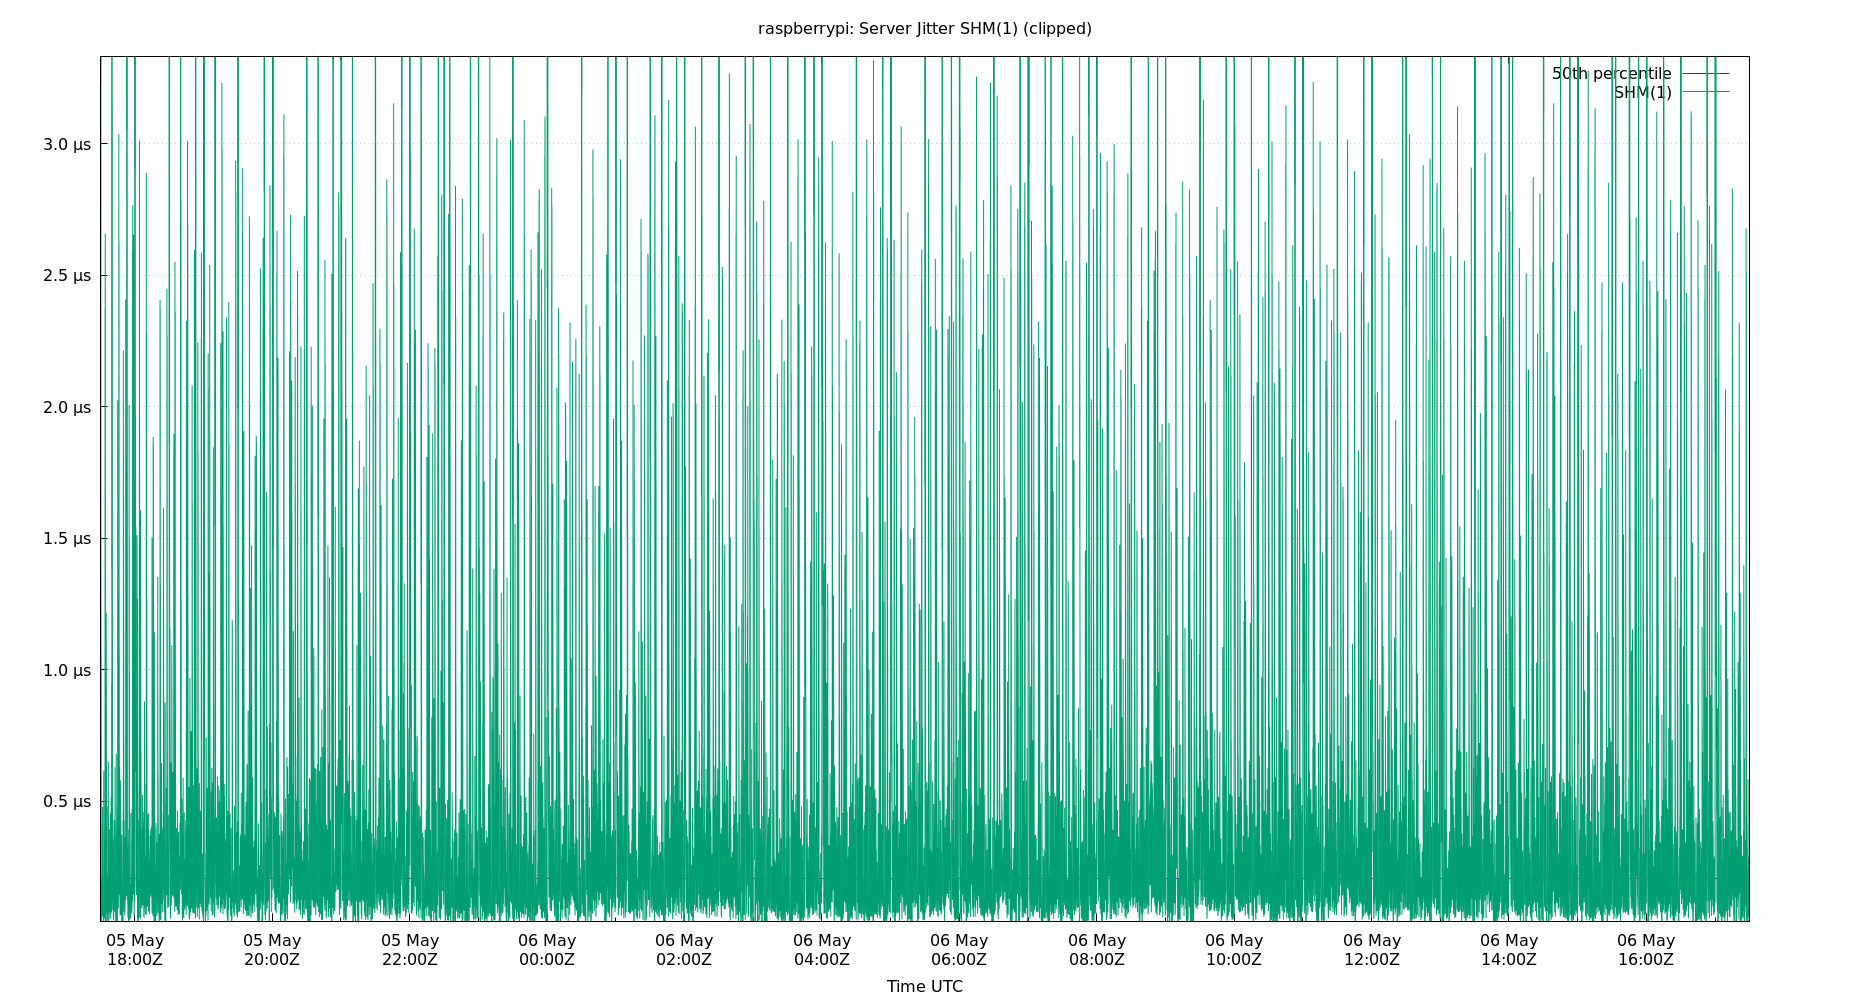 raspberrypi: Server Jitter SHM(1) (clipped)
50th percentile
SHM(1)
3.0 µs
2.5 µs
2.0 µs
1.5 µs
1.0 µs
0.5 µs
05 May 05 May 05 May 06 May 06 May 06 May 06 May 06 May 06 May 06 May 06 May 06 May
18:00Z 20:00Z 22:00Z 00:00Z 02:00Z 04:00Z 06:00Z 08:00Z 10:00Z 12:00Z 14:00Z 16:00Z
Time UTC